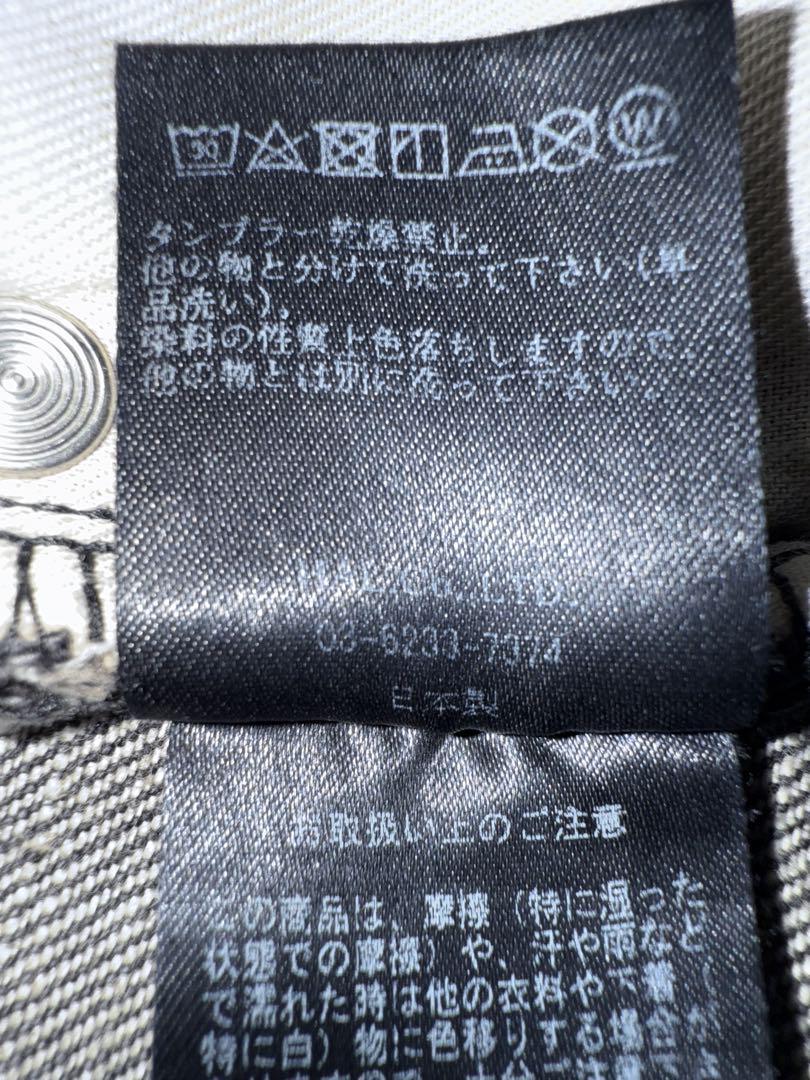 30
W
タンブラー乾燥禁止。
他の物と分けて洗って下さい(単
品洗い)。
染料の性質上色落ちしますので、
他の物とは別に洗って下さい。
CO.,LTD.
03-6233-7374
日本製
お取扱い上のご注意
この商品は、摩擦(特に湿った
状態での摩擦)や、汗や雨など
で濡れた時は他の衣料や下着(
特に白)物に色移りする場合が